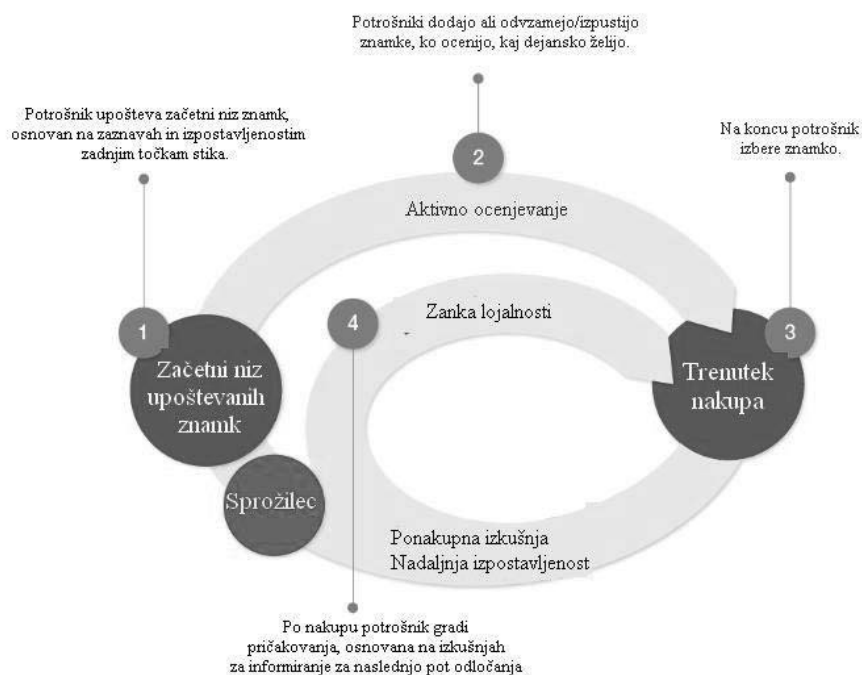 Potrošniki dodajo ali odvzamejo/izpustijo
znamke, ko ocenijo, kaj dejansko želijo.
Potrošnik upošteva začetni niz znamk,
osnovan na zaznavah in izpostavljenostim
zadnjim točkam stika.
Na koncu potrošnik
izbere znamko.
2
Aktivno ocenjevanje
1
Začetni niz
upoštevanih
znamk
4
Zanka lojalnosti
3
Trenutek
nakupa
Sprožilec
Ponakupna izkušnja
Nadaljnja izpostavljenost
Po nakupu potrošnik gradi
pričakovanja, osnovana na izkušnjah
za informiranje za naslednjo pot odločanja